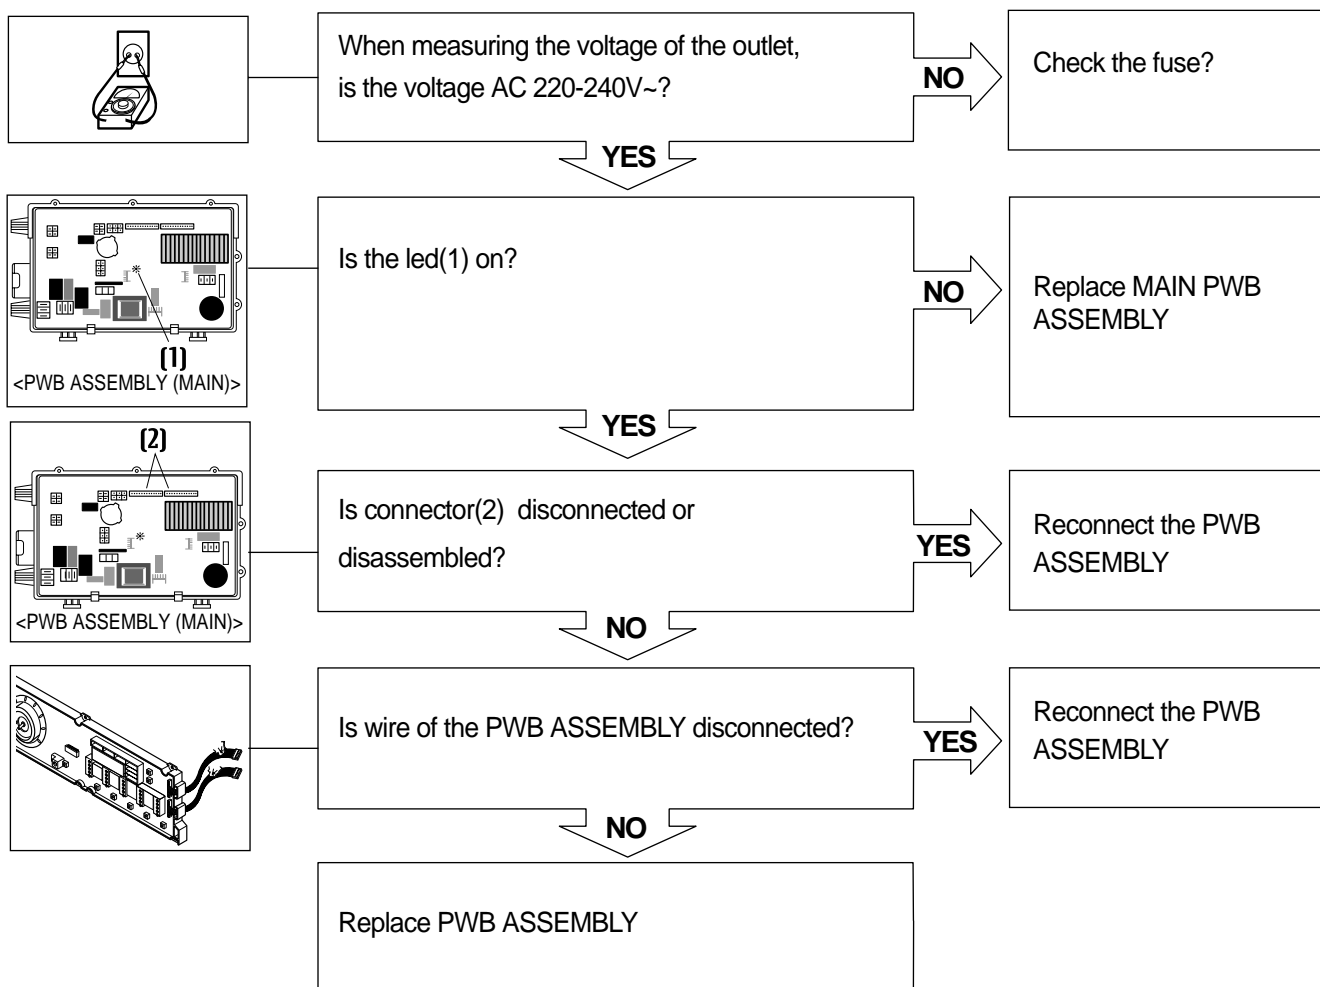 When measuring the voltage of the outlet,
is the voltage AC 220-240V~?
NO
Check the fuse?
YES
Is the led(1) on?
NO
Replace MAIN PWB
ASSEMBLY
(1)
<PWB ASSEMBLY (MAIN)>
YES
(2)
Is connector(2) disconnected or
disassembled?
YES
Reconnect the PWB
ASSEMBLY
<PWB ASSEMBLY (MAIN)>
NO
Is wire of the PWB ASSEMBLY disconnected?
YES
Reconnect the PWB
ASSEMBLY
NO
Replace PWB ASSEMBLY